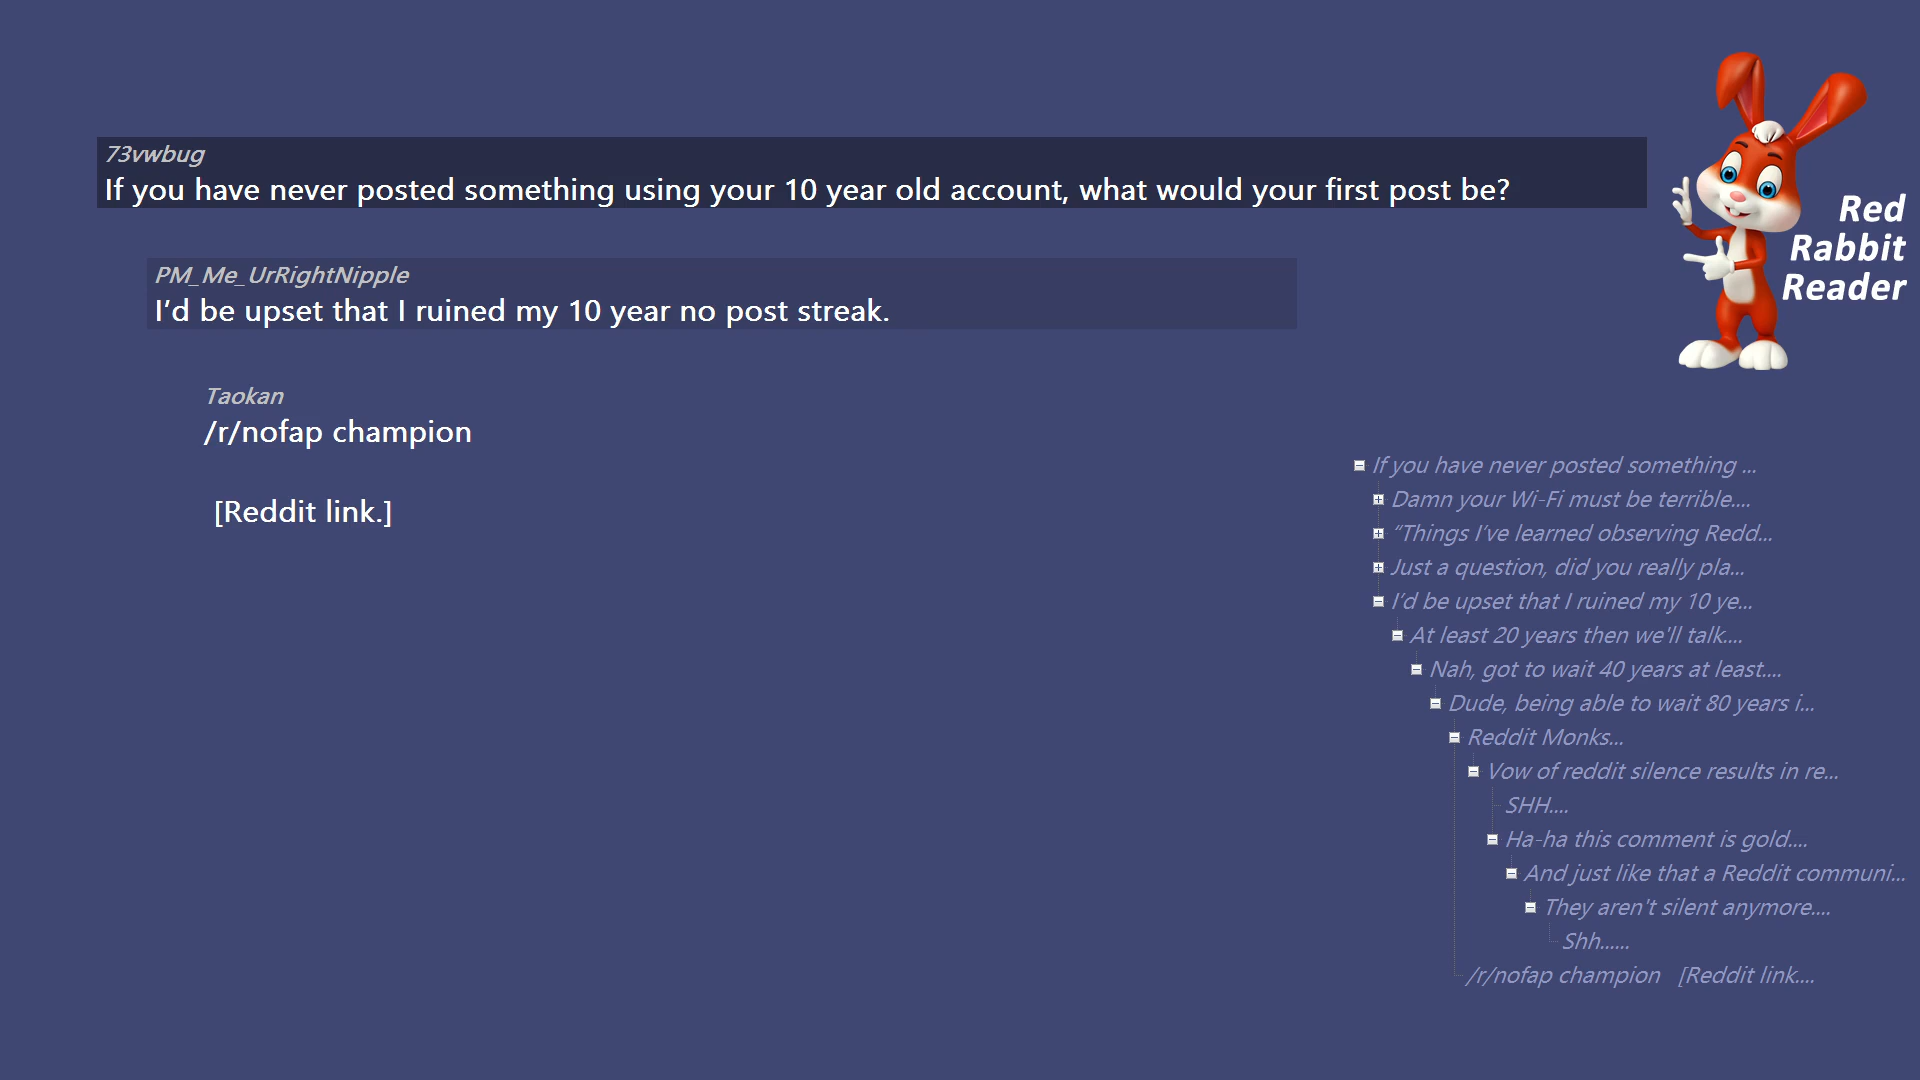 73vwbug
If you have never posted something using your 10 year old account, what would your first post be?
PM_Me_UrRightNipple
I’d be upset that I ruined my 10 year no post streak.
Taokan
/r/nofap champion
[Reddit link.]
Red
Rabbit
Reader
If you have never posted something ...
Damn your Wi-Fi must be terrible....
“Things I’ve learned observing Redd...
Just a question, did you really pla...
I’d be upset that I ruined my 10 ye...
At least 20 years then we'll talk....
Nah, got to wait 40 years at least....
Dude, being able to wait 80 years i...
Reddit Monks...
Vow of reddit silence results in re...
SHH....
Ha-ha this comment is gold....
And just like that a Reddit communi...
They aren't silent anymore....
Shh......
/r/nofap champion   [Reddit link....